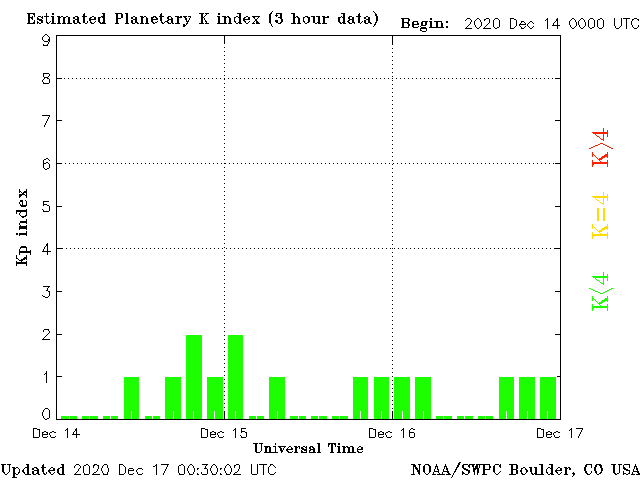 Estimated Planetary K index (3 hour data) Begin: 2020 Dec 14 0000 UTC
9
8
7
6
5
4
3
2
1
0
Kp index
K>4
K=4
K<4
Dec 14 Dec 15 Dec 16 Dec 17
Universal Time
Updated 2020 Dec 17 00:30:02 UTC NOAA/SWPC Boulder, CO USA